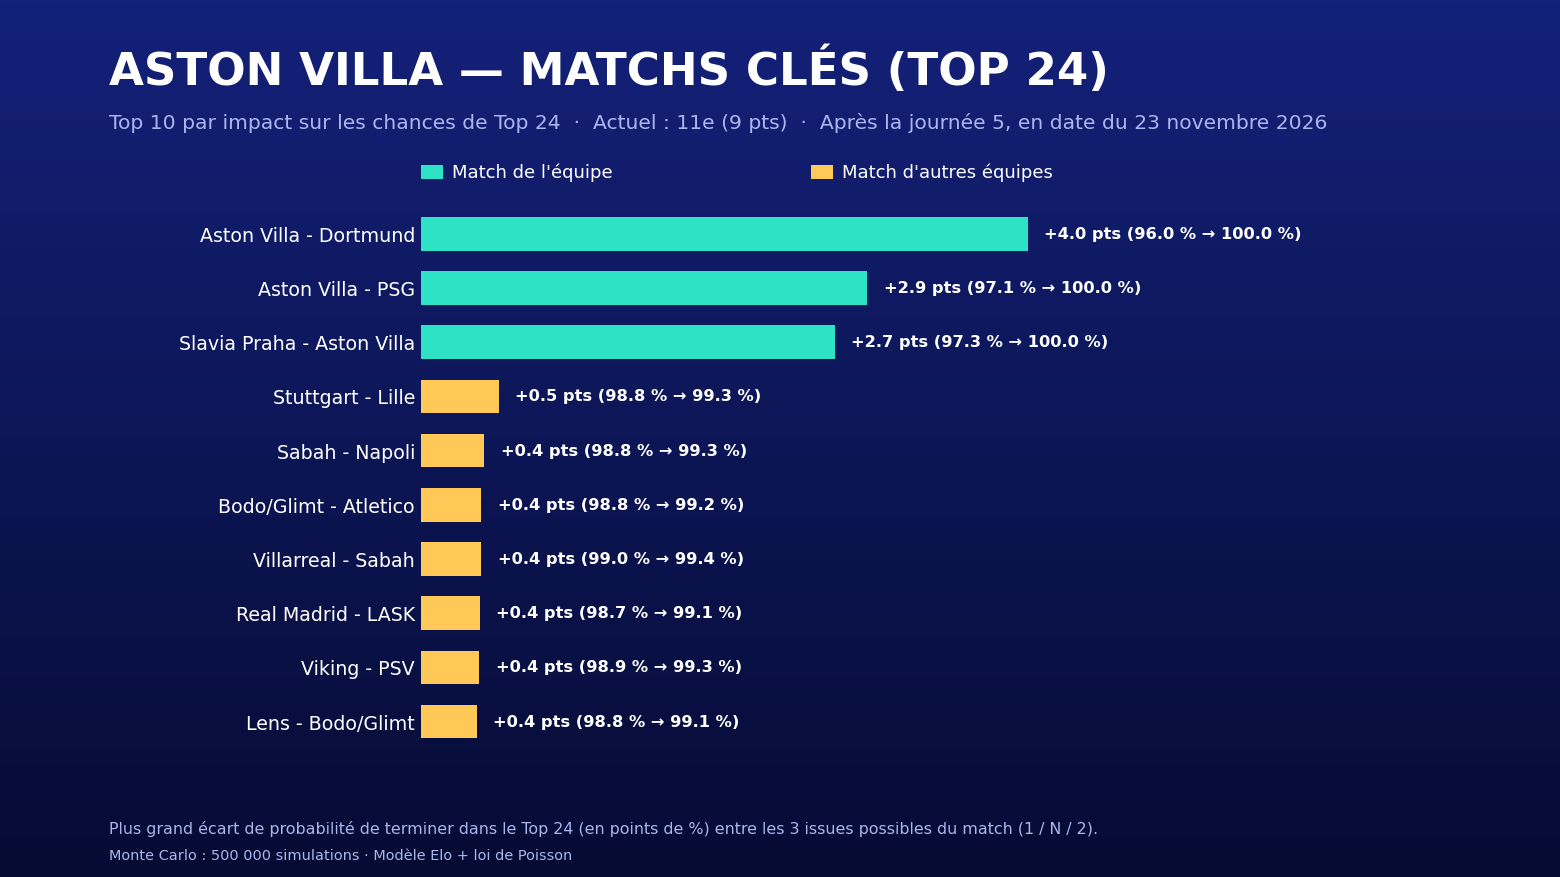 ASTON VILLA — MATCHS CLÉS (TOP 24)
Top 10 par impact sur les chances de Top 24 · Actuel : 11e (9 pts) · Après la journée 5, en date du 23 novembre 2026
Match de l'équipe
Match d'autres équipes
Aston Villa - Dortmund +4.0 pts (96.0 % → 100.0 %)
Aston Villa - PSG +2.9 pts (97.1 % → 100.0 %)
Slavia Praha - Aston Villa +2.7 pts (97.3 % → 100.0 %)
Stuttgart - Lille +0.5 pts (98.8 % → 99.3 %)
Sabah - Napoli +0.4 pts (98.8 % → 99.3 %)
Bodo/Glimt - Atletico +0.4 pts (98.8 % → 99.2 %)
Villarreal - Sabah +0.4 pts (99.0 % → 99.4 %)
Real Madrid - LASK +0.4 pts (98.7 % → 99.1 %)
Viking - PSV +0.4 pts (98.9 % → 99.3 %)
Lens - Bodo/Glimt +0.4 pts (98.8 % → 99.1 %)
Plus grand écart de probabilité de terminer dans le Top 24 (en points de %) entre les 3 issues possibles du match (1 / N / 2).
Monte Carlo : 500 000 simulations · Modèle Elo + loi de Poisson